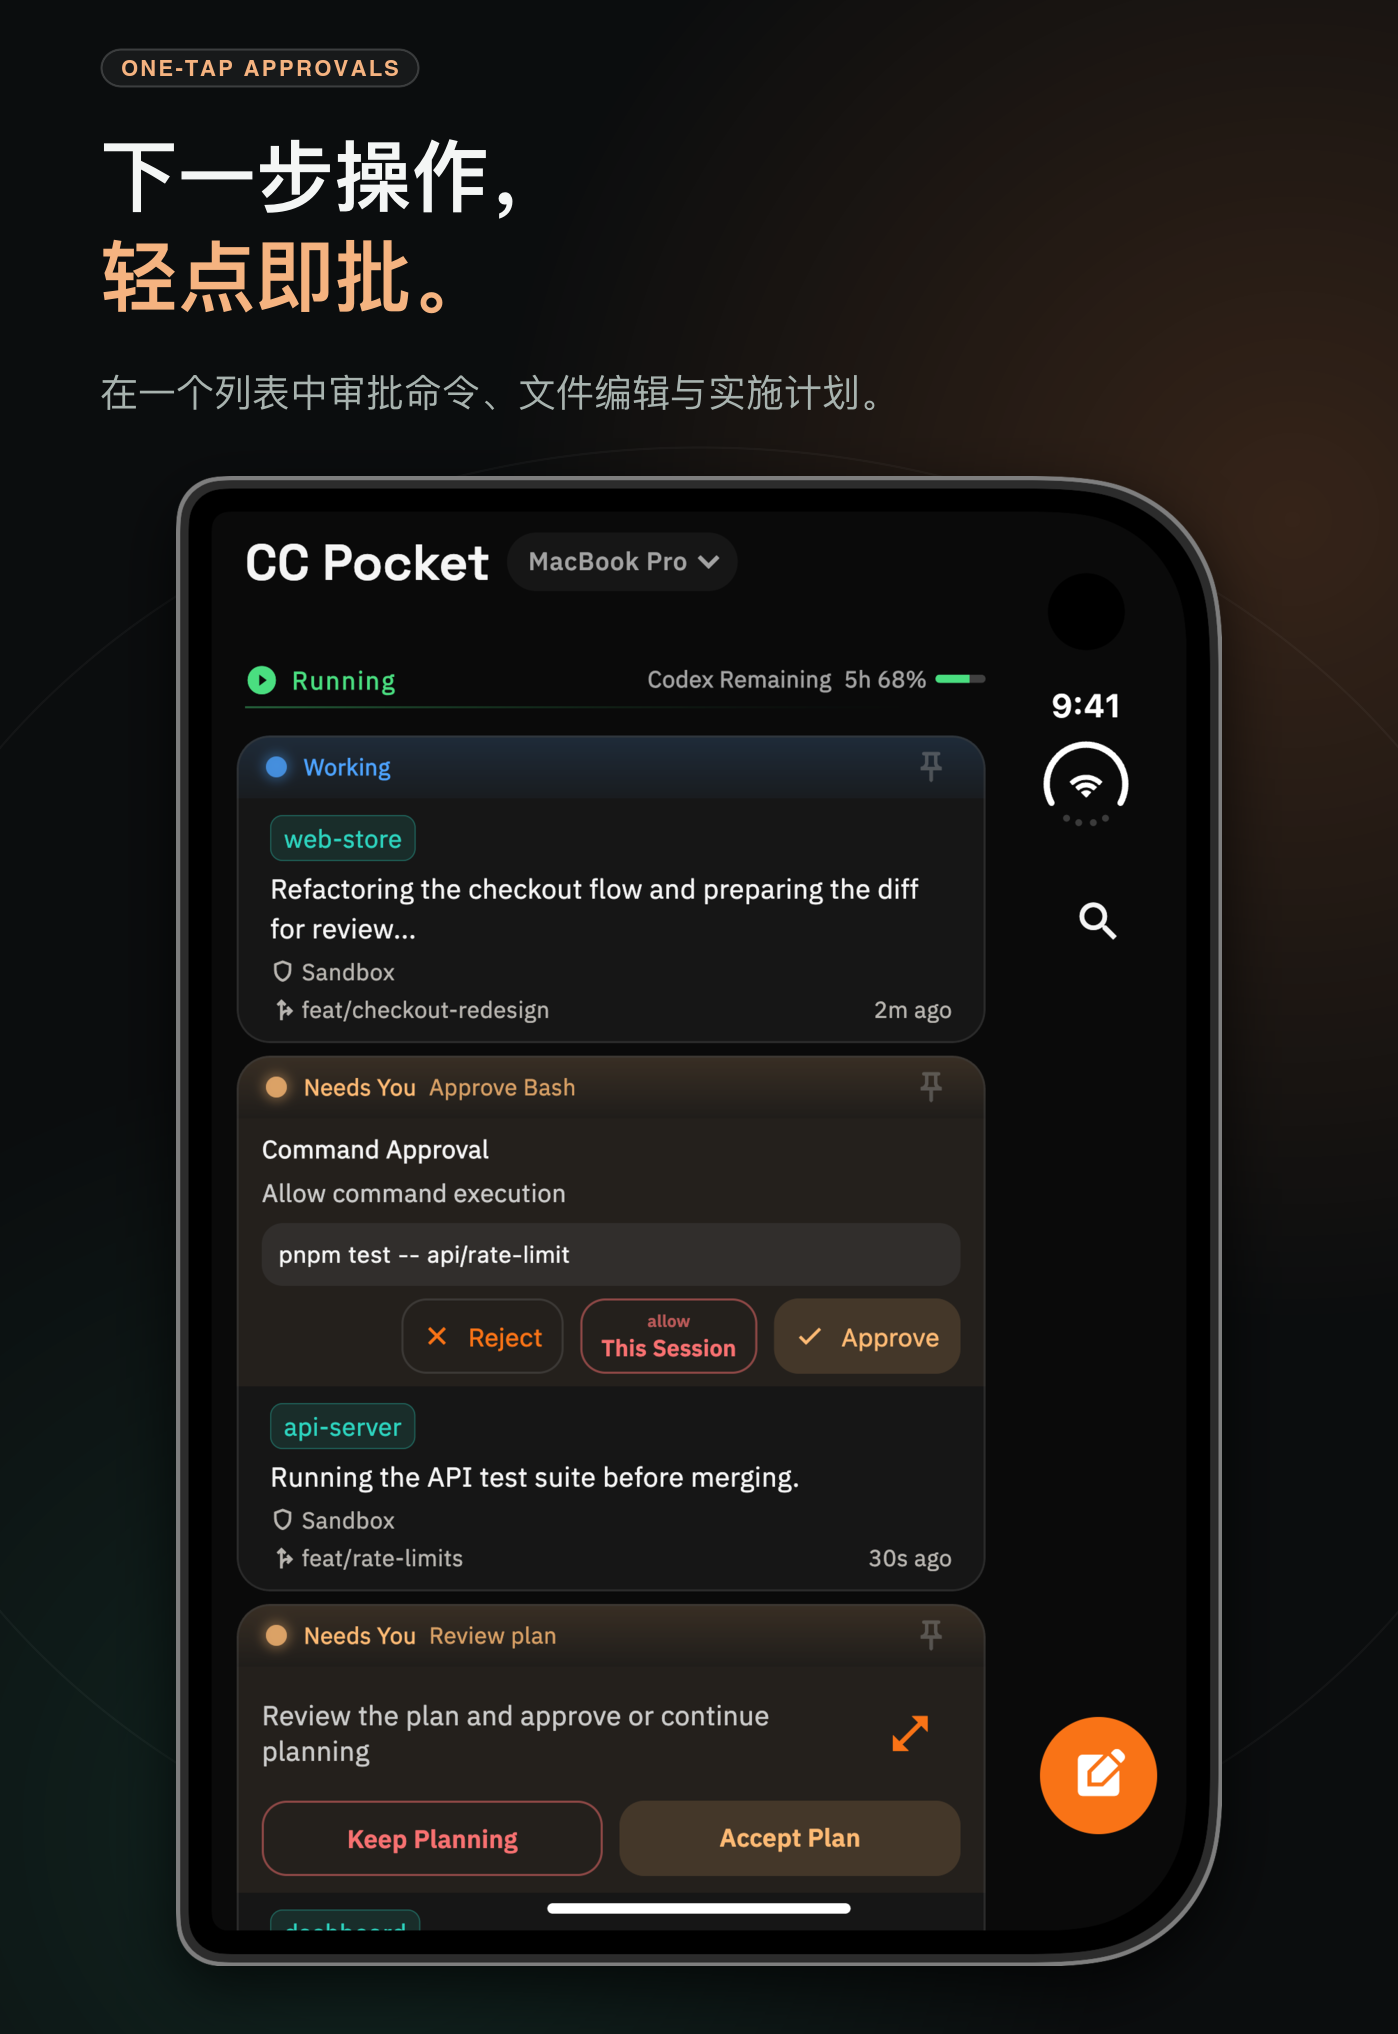 ONE-TAP APPROVALS
下一步操作，
轻点即批。
在一个列表中审批命令、文件编辑与实施计划。
CC Pocket
MacBook Pro
Running
Codex Remaining 5h 68%
9:41
Working
web-store
Refactoring the checkout flow and preparing the diff
for review...
Sandbox
feat/checkout-redesign
2m ago
Needs You Approve Bash
Command Approval
Allow command execution
pnpm test -- api/rate-limit
Reject
allow
This Session
Approve
api-server
Running the API test suite before merging.
Sandbox
feat/rate-limits
30s ago
Needs You Review plan
Review the plan and approve or continue
planning
Keep Planning
Accept Plan
dashboard